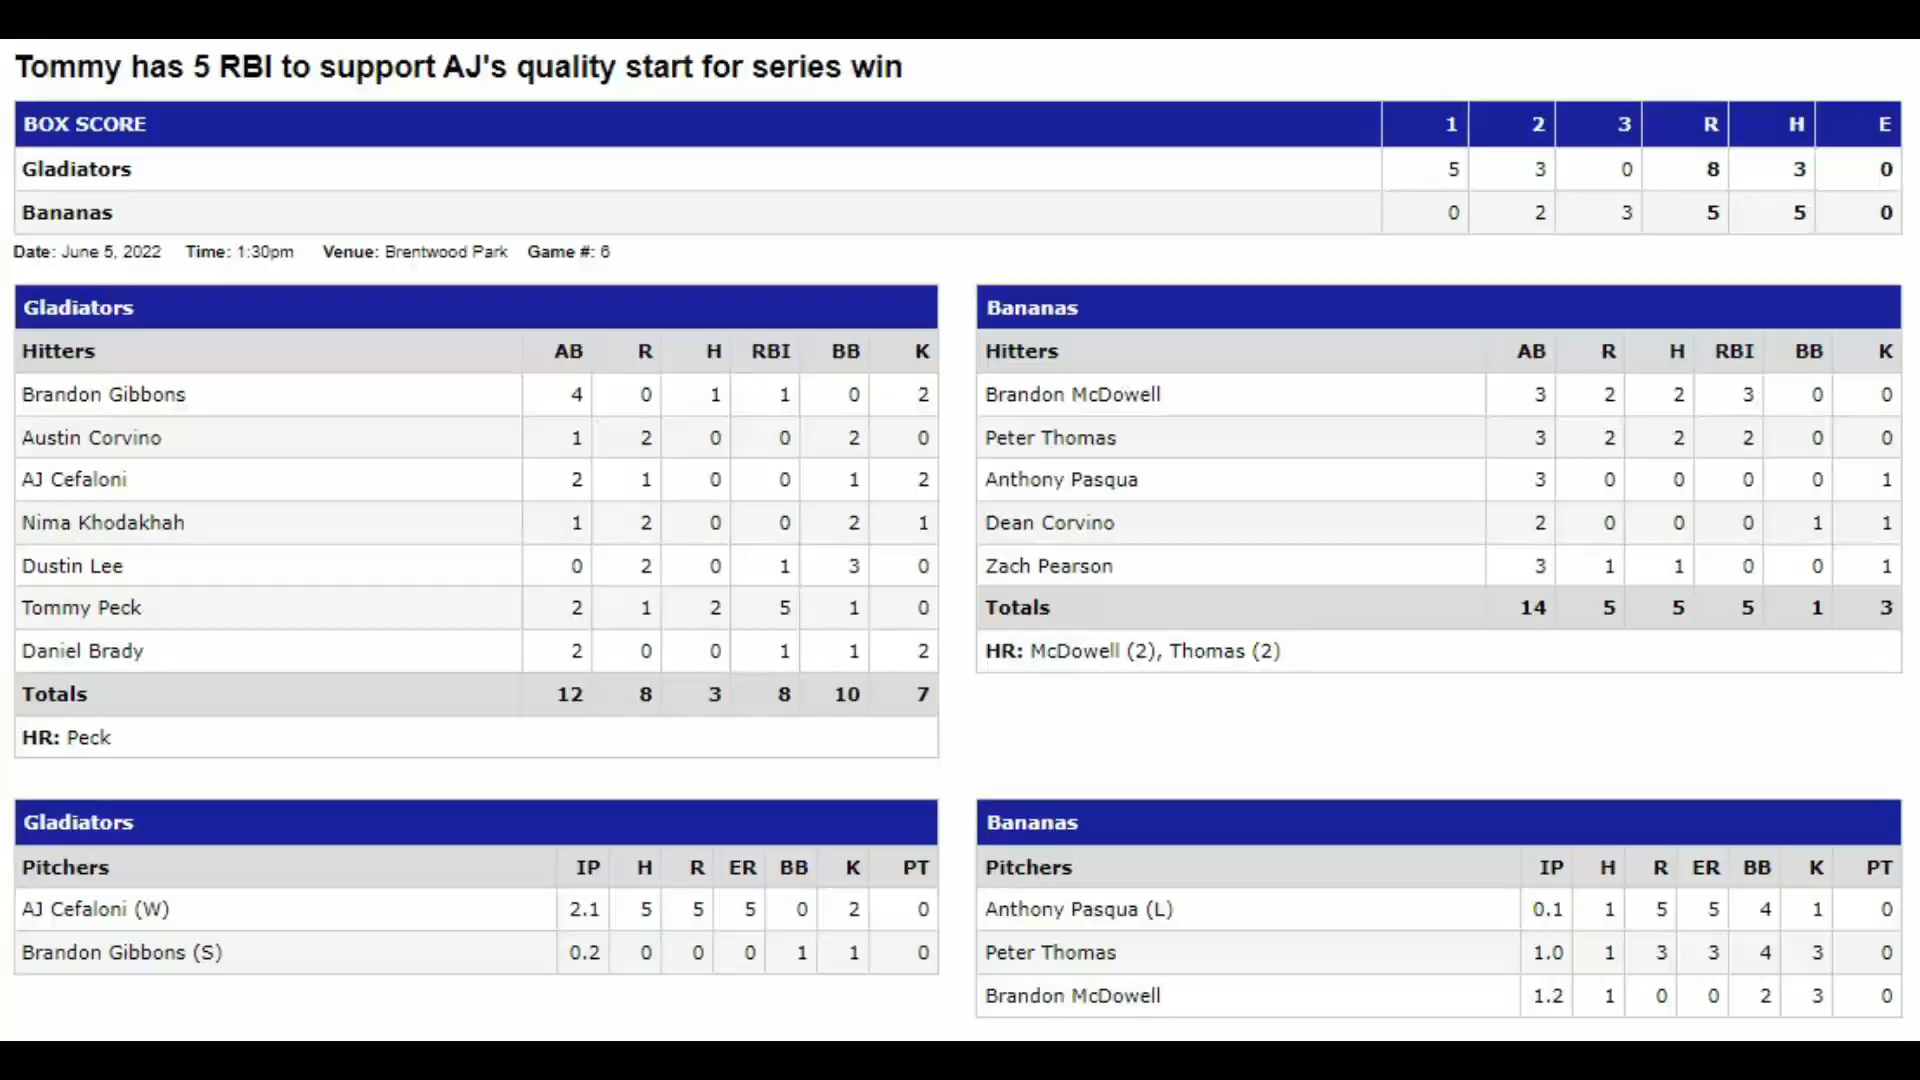 Tommy has 5 RBI to support AJ's quality start for series win
BOX SCORE 1 2 3 R H E
Gladiators 5 3 0 8 3 0
Bananas 0 2 3 5 5 0
Date: June 5, 2022 Time: 1:30pm Venue: Brentwood Park Game #: 6
Gladiators
Hitters AB R H RBI BB K
Brandon Gibbons 4 0 1 1 0 2
Austin Corvino 1 2 0 0 2 0
AJ Cefaloni 2 1 0 0 1 2
Nima Khodakhah 1 2 0 0 2 1
Dustin Lee 0 2 0 1 3 0
Tommy Peck 2 1 2 5 1 0
Daniel Brady 2 0 0 1 1 2
Totals 12 8 3 8 10 7
HR: Peck
Bananas
Hitters AB R H RBI BB K
Brandon McDowell 3 2 2 3 0 0
Peter Thomas 3 2 2 2 0 0
Anthony Pasqua 3 0 0 0 0 1
Dean Corvino 2 0 0 0 1 1
Zach Pearson 3 1 1 0 0 1
Totals 14 5 5 5 1 3
HR: McDowell (2), Thomas (2)
Gladiators
Pitchers IP H R ER BB K PT
AJ Cefaloni (W) 2.1 5 5 5 0 2 0
Brandon Gibbons (S) 0.2 0 0 0 1 1 0
Bananas
Pitchers IP H R ER BB K PT
Anthony Pasqua (L) 0.1 1 5 5 4 1 0
Peter Thomas 1.0 1 3 3 4 3 0
Brandon McDowell 1.2 1 0 0 2 3 0